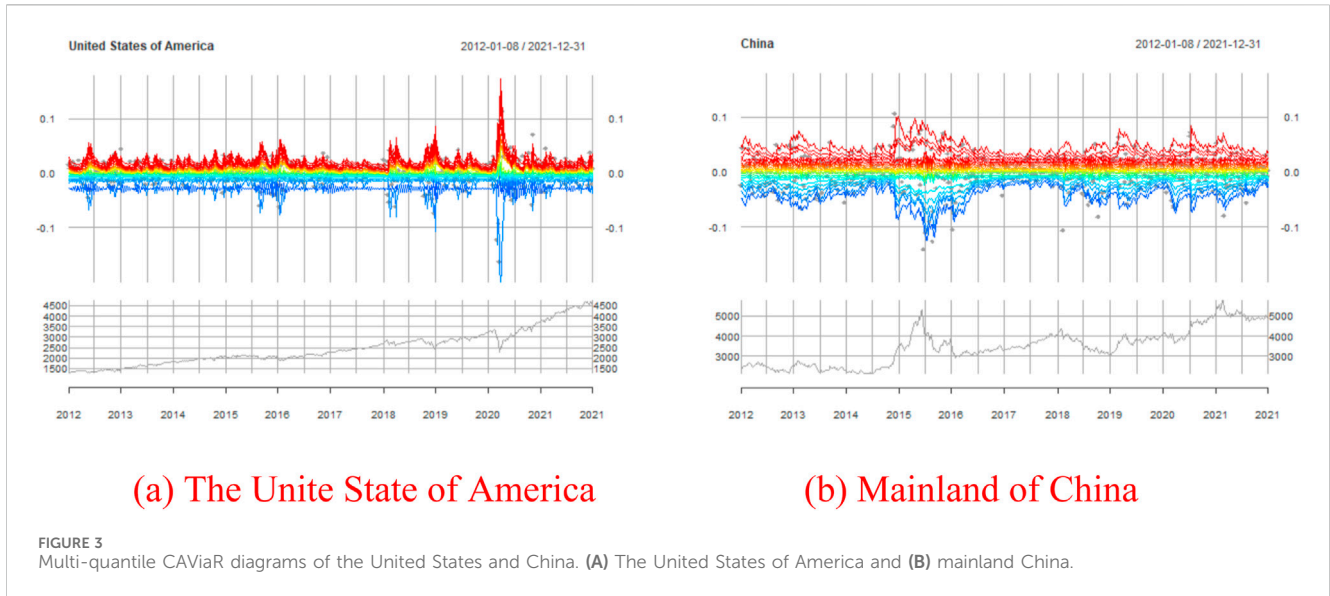 United States of America 2012-01-08 / 2021-12-31
0.1 0.1
0.0 0.0
-0.1 -0.1
4500 4500
4000 4000
3500 3500
3000 3000
2500 2500
2000 2000
1500 1500
2012 2013 2014 2015 2016 2017 2018 2019 2020 2021 2021
China 2012-01-08 / 2021-12-31
0.1 0.1
0.0 0.0
-0.1 -0.1
5000 5000
4000 4000
3000 3000
2012 2013 2014 2015 2016 2017 2018 2019 2020 2021 2021
(a) The Unite State of America
(b) Mainland of China
FIGURE 3
Multi-quantile CAViaR diagrams of the United States and China. (A) The United States of America and (B) mainland China.